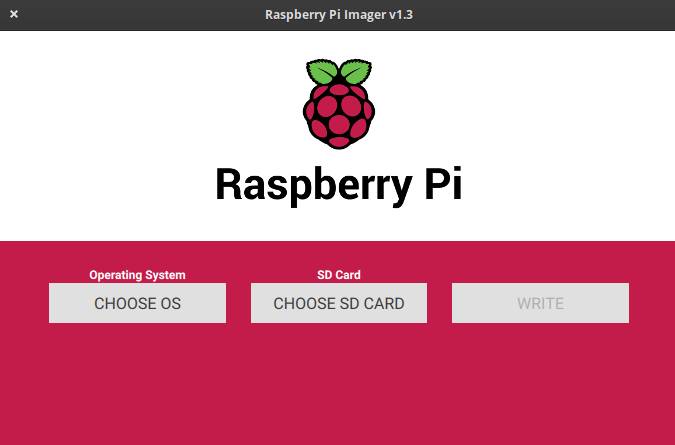 Raspberry Pi Imager v1.3
Raspberry Pi
Operating System
SD Card
CHOOSE OS
CHOOSE SD CARD
WRITE